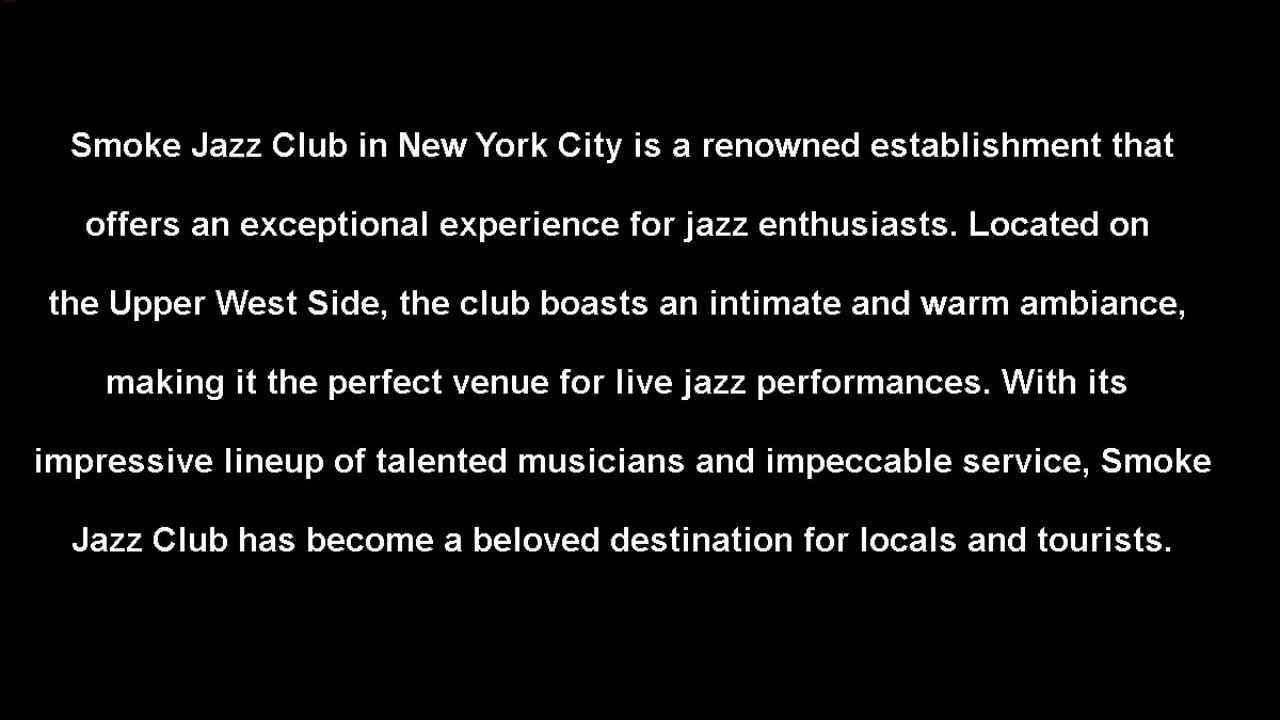 Smoke Jazz Club in New York City is a renowned establishment that
offers an exceptional experience for jazz enthusiasts. Located on
the Upper West Side, the club boasts an intimate and warm ambiance,
making it the perfect venue for live jazz performances. With its
impressive lineup of talented musicians and impeccable service, Smoke
Jazz Club has become a beloved destination for locals and tourists.